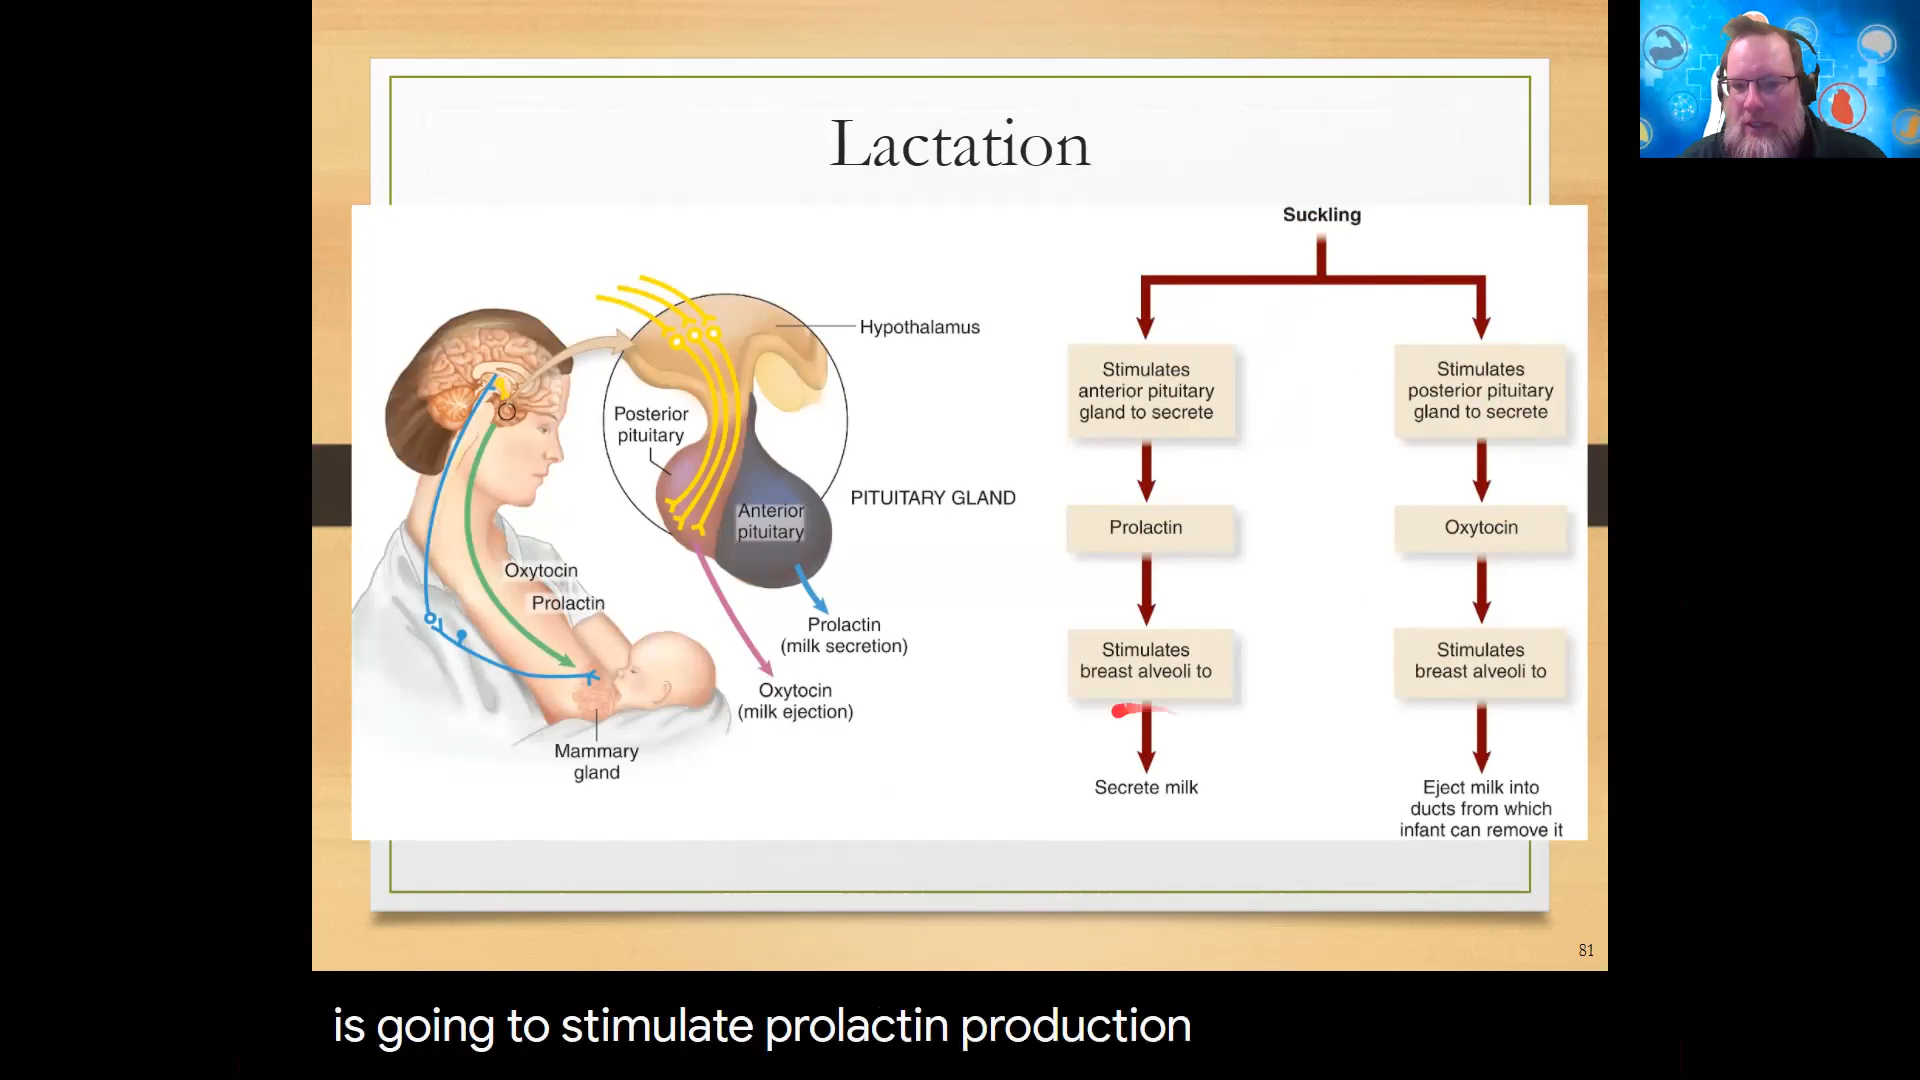 Lactation
Suckling
Hypothalamus
Posterior
pituitary
PITUITARY GLAND
Anterior
pituitary
Oxytocin
Prolactin
Prolactin
(milk secretion)
Oxytocin
(milk ejection)
Mammary
gland
Stimulates
anterior pituitary
gland to secrete
Prolactin
Stimulates
breast alveoli to
Secrete milk
Stimulates
posterior pituitary
gland to secrete
Oxytocin
Stimulates
breast alveoli to
Eject milk into
ducts from which
infant can remove it
81
is going to stimulate prolactin production